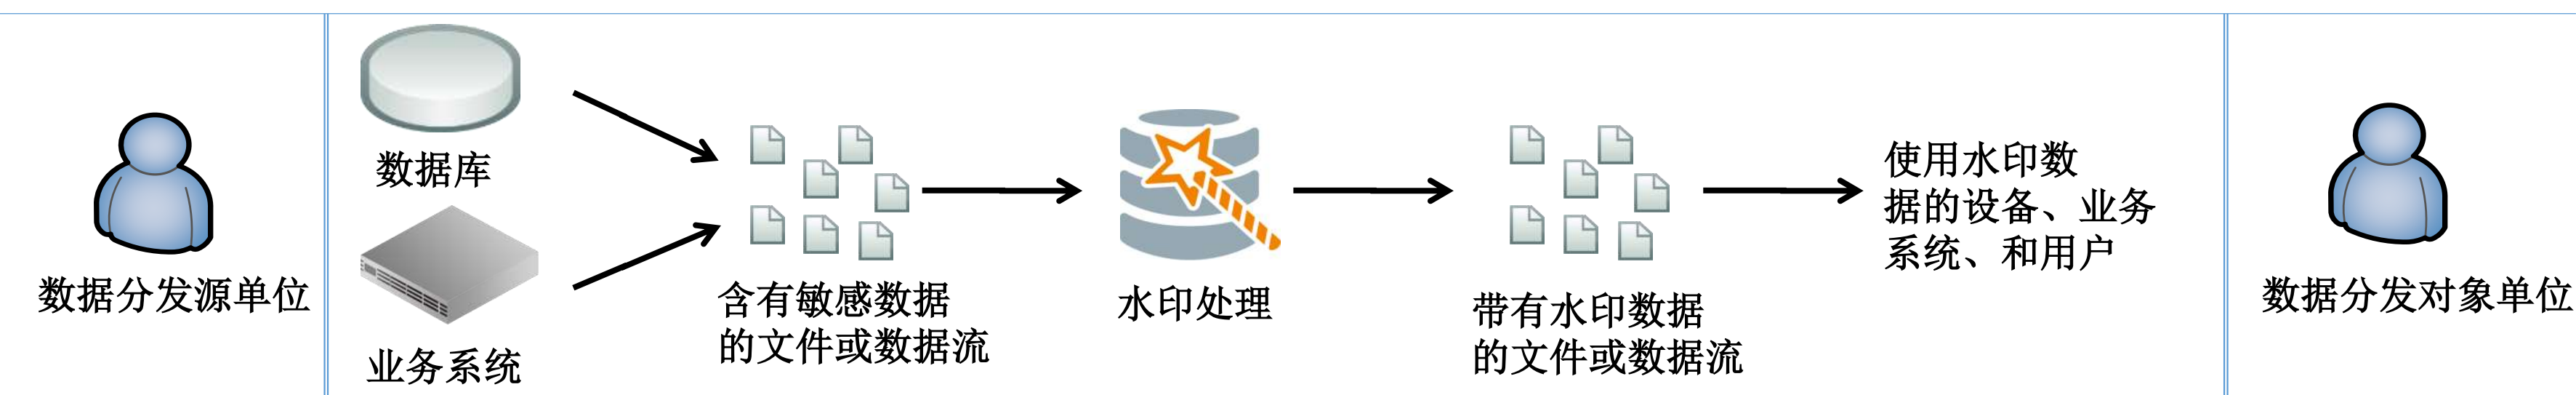 数据分发源单位
数据库
业务系统
含有敏感数据
的文件或数据流
水印处理
带有水印数据
的文件或数据流
使用水印数
据的设备、业务
系统、和用户
数据分发对象单位